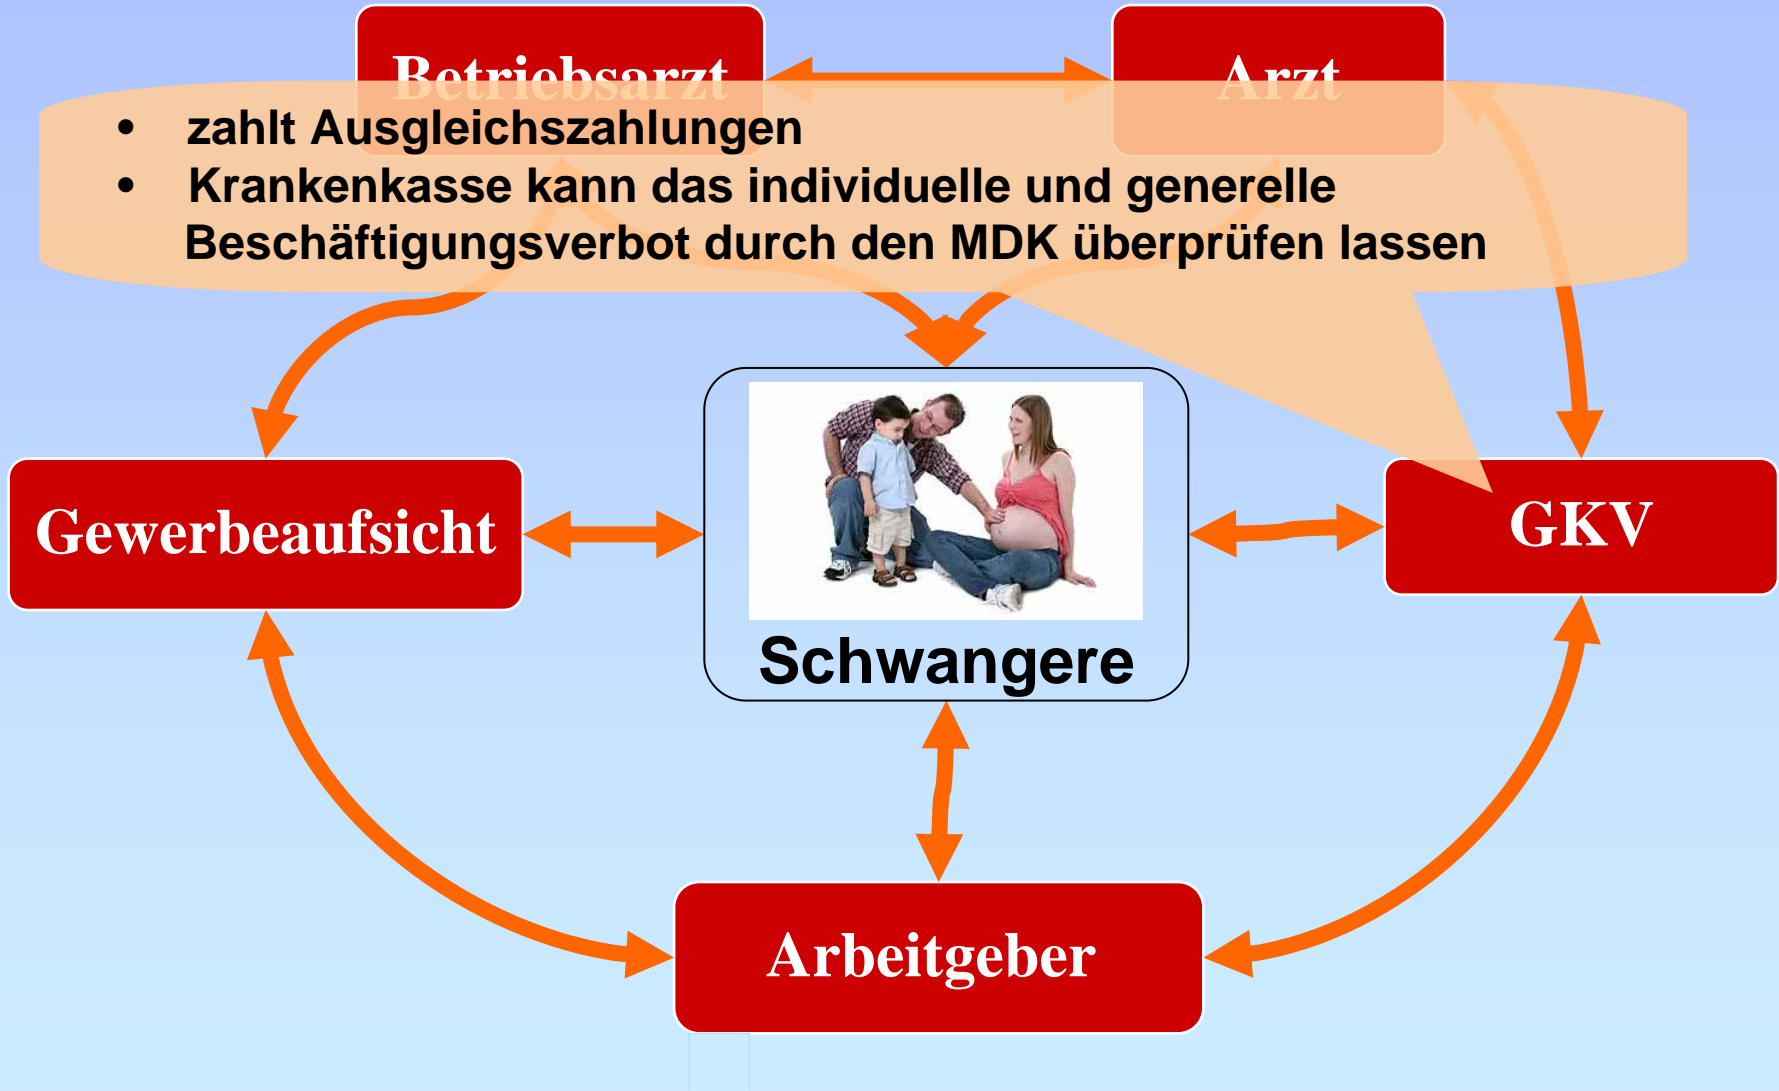 Betriebsarzt
Arzt
• zahlt Ausgleichszahlungen
• Krankenkasse kann das individuelle und generelle
Beschäftigungsverbot durch den MDK überprüfen lassen
Gewerbeaufsicht
GKV
Schwangere
Arbeitgeber